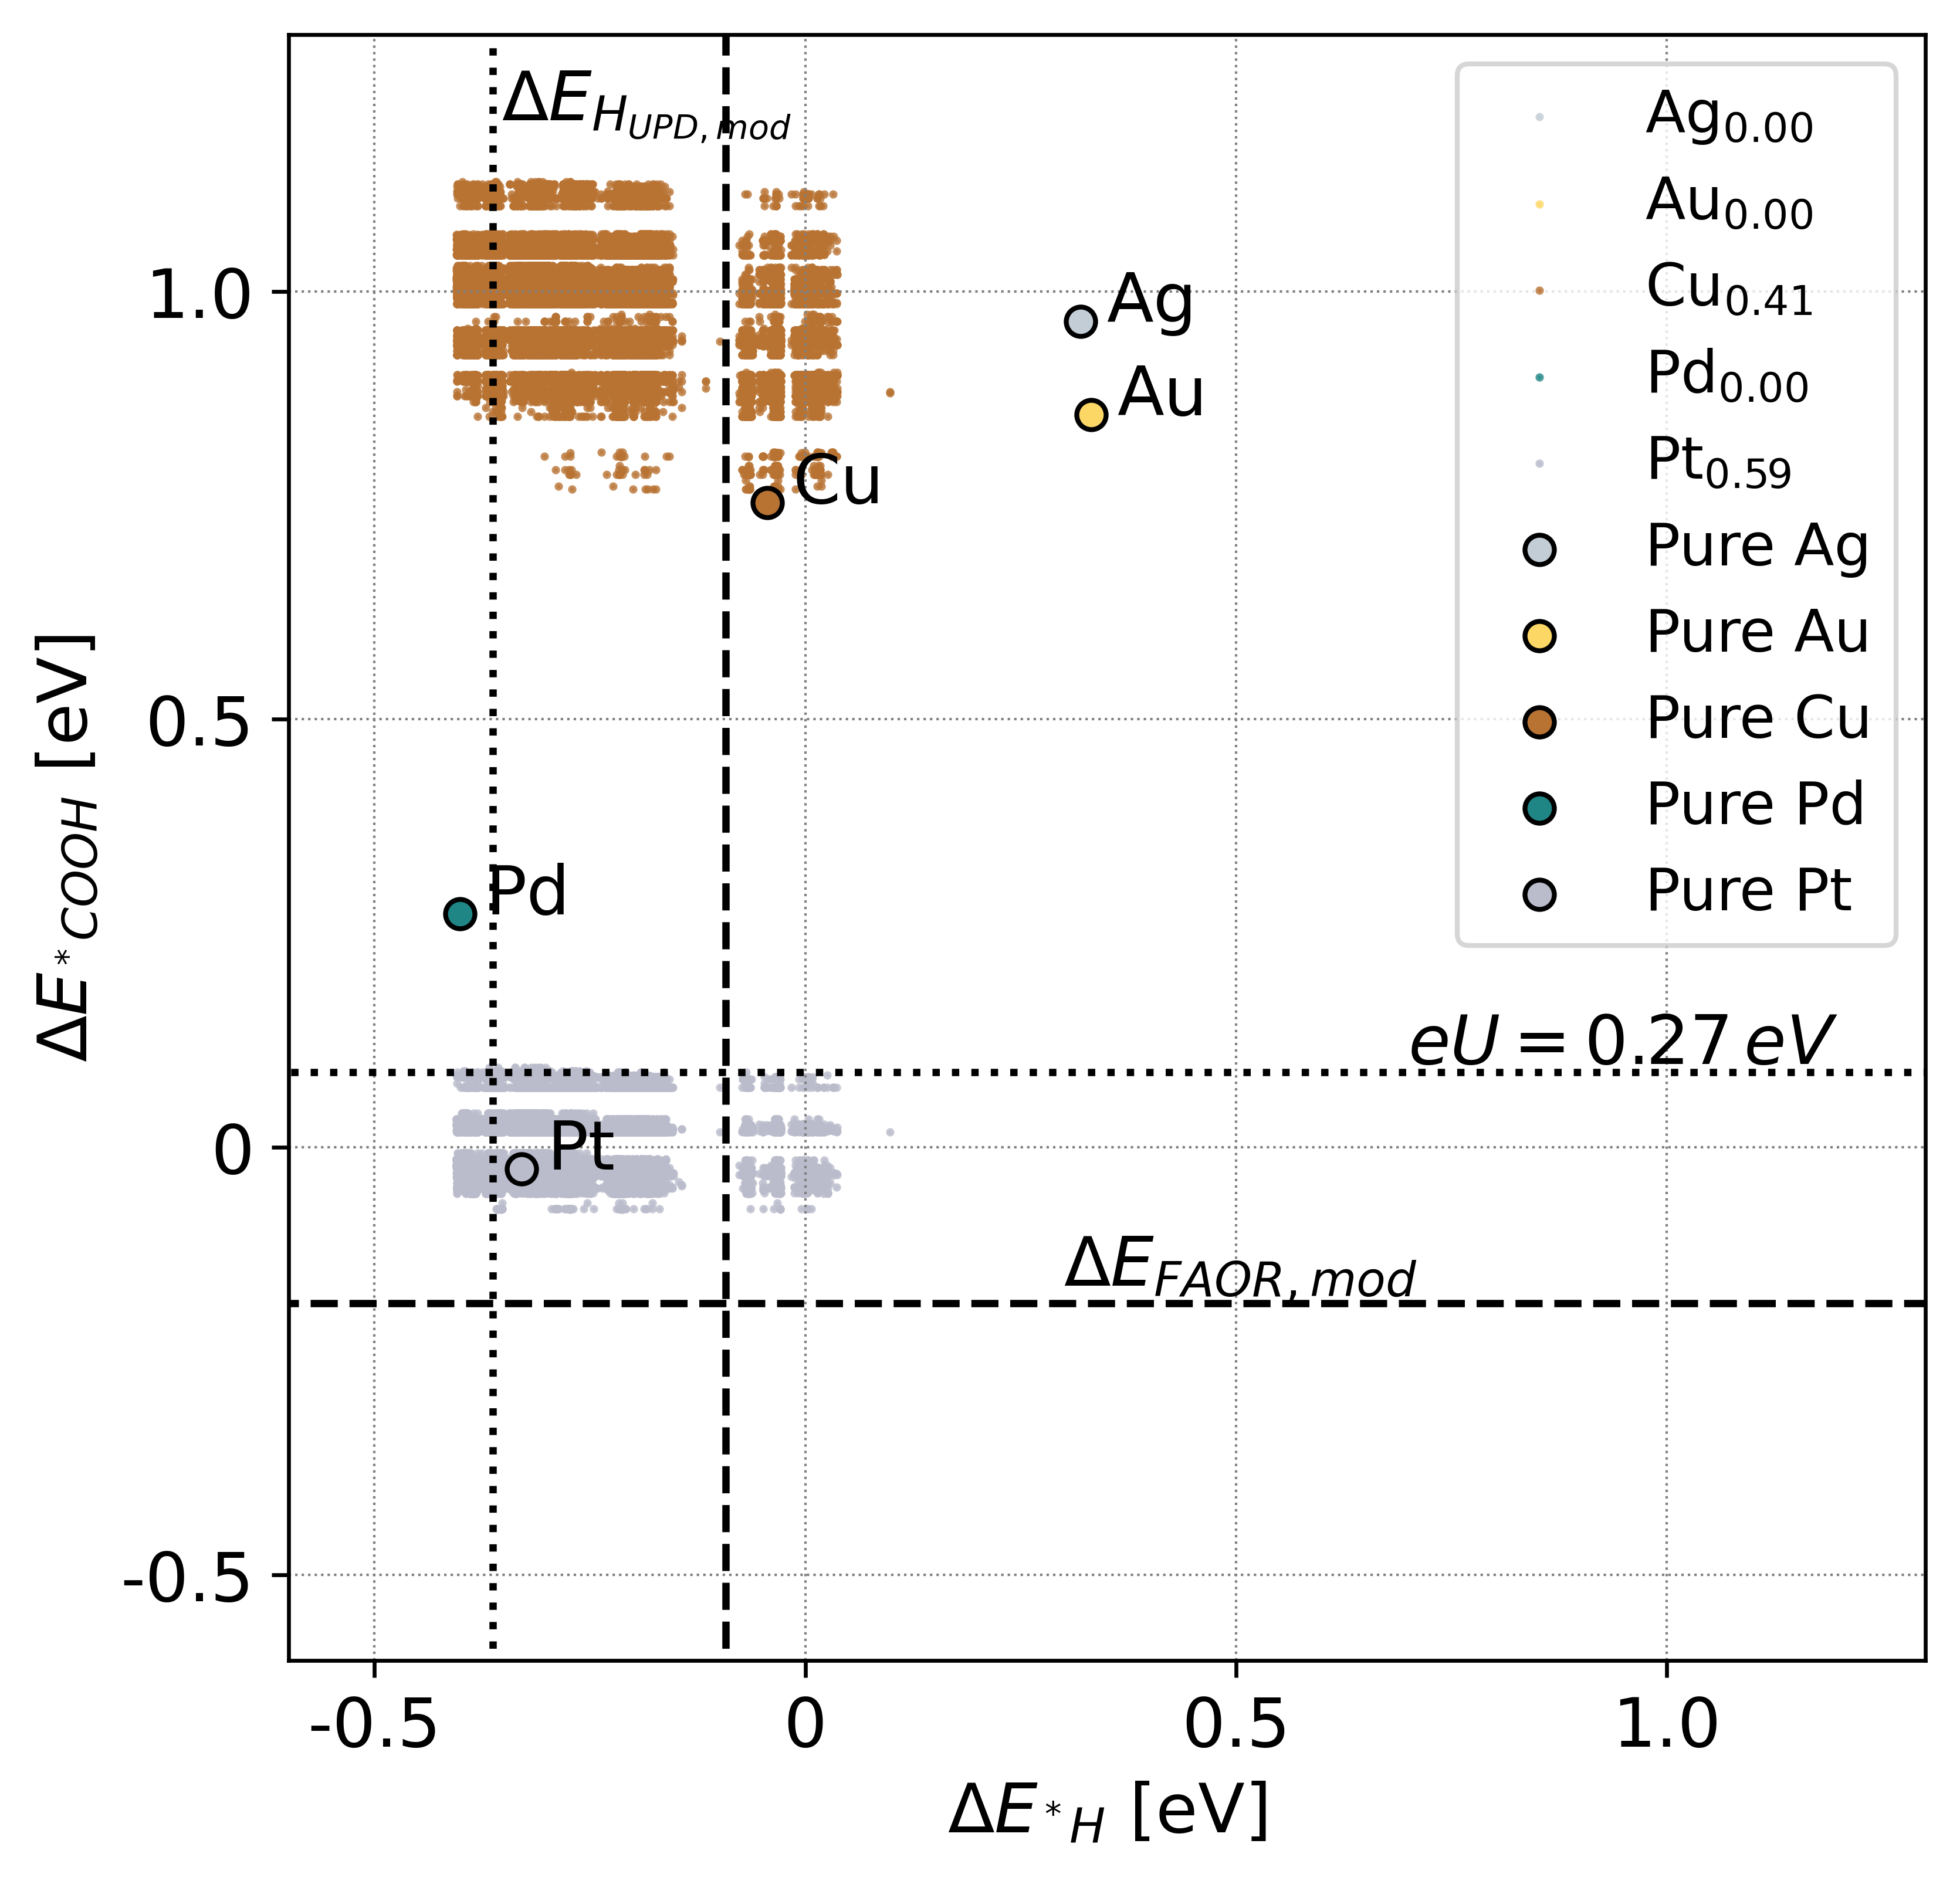 ΔE_{H_{UPD,mod}}
Ag_{0.00}
Au_{0.00}
Cu_{0.41}
Pd_{0.00}
Pt_{0.59}
Pure Ag
Pure Au
Pure Cu
Pure Pd
Pure Pt
Ag
Au
Cu
Pd
Pt
eU = 0.27 eV
ΔE_{FAOR,mod}
1.0
0.5
0
-0.5
ΔE_{*COOH} [eV]
-0.5
0
0.5
1.0
ΔE_{*H} [eV]